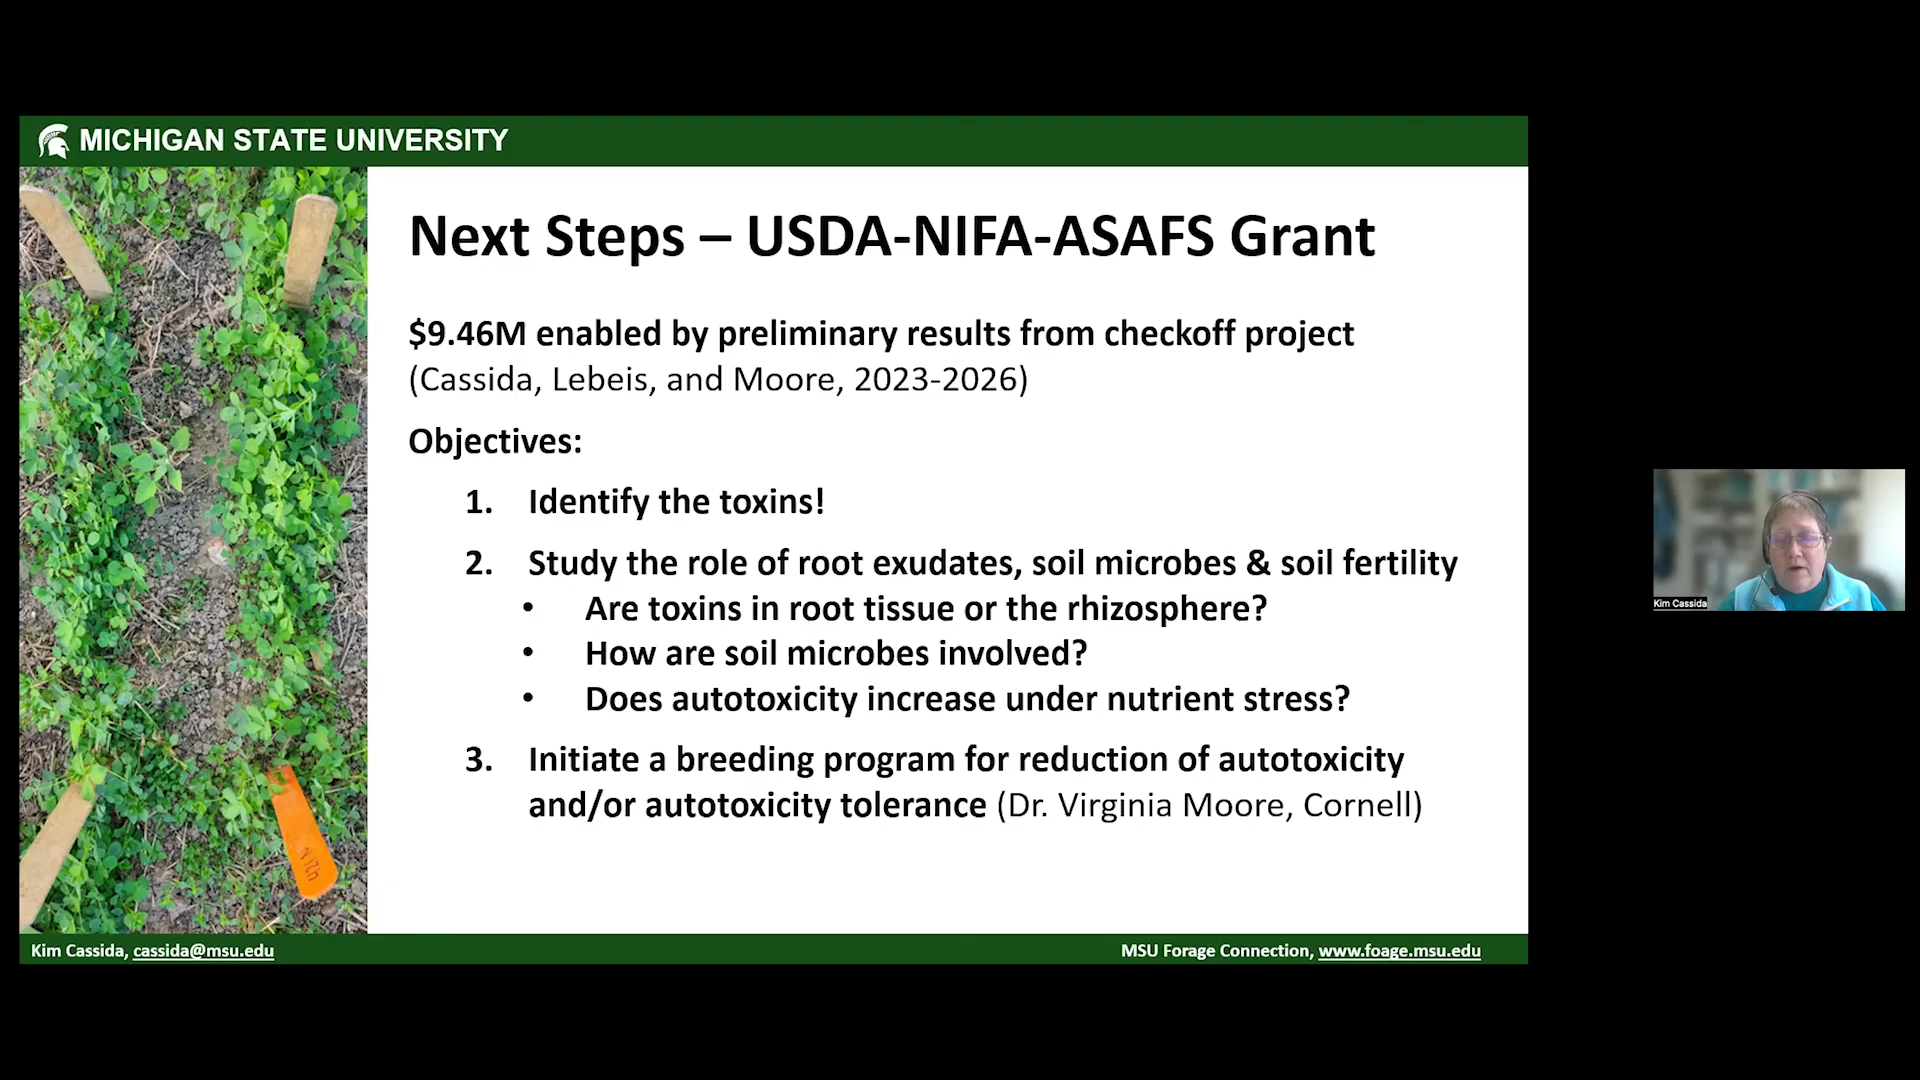 MICHIGAN STATE UNIVERSITY
Next Steps – USDA-NIFA-ASAFS Grant
$9.46M enabled by preliminary results from checkoff project
(Cassida, Lebeis, and Moore, 2023-2026)
Objectives:
1. Identify the toxins!
2. Study the role of root exudates, soil microbes & soil fertility
• Are toxins in root tissue or the rhizosphere?
• How are soil microbes involved?
• Does autotoxicity increase under nutrient stress?
3. Initiate a breeding program for reduction of autotoxicity
and/or autotoxicity tolerance (Dr. Virginia Moore, Cornell)
Kim Cassida, cassida@msu.edu
MSU Forage Connection, www.foage.msu.edu
Kim Cassida